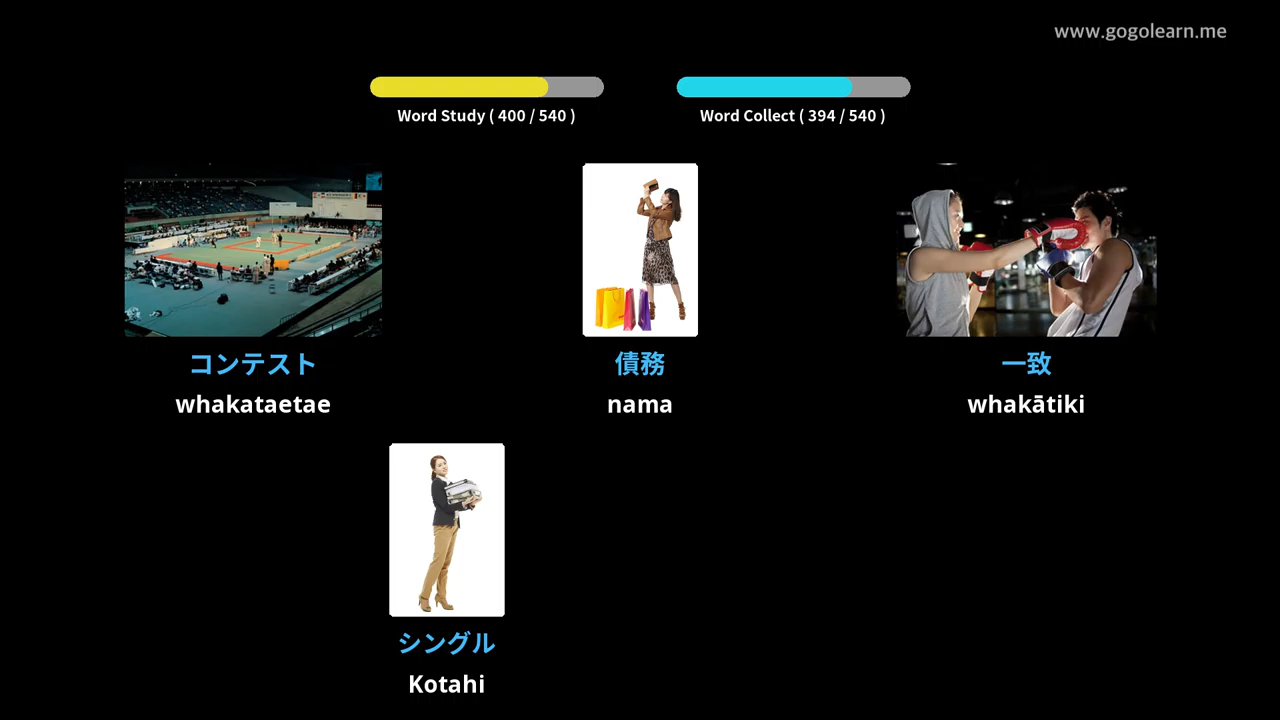 www.gogolearn.me
Word Study ( 400 / 540 )
Word Collect ( 394 / 540 )
コンテスト
whakataetae
債務
nama
一致
whakātiki
シングル
Kotahi